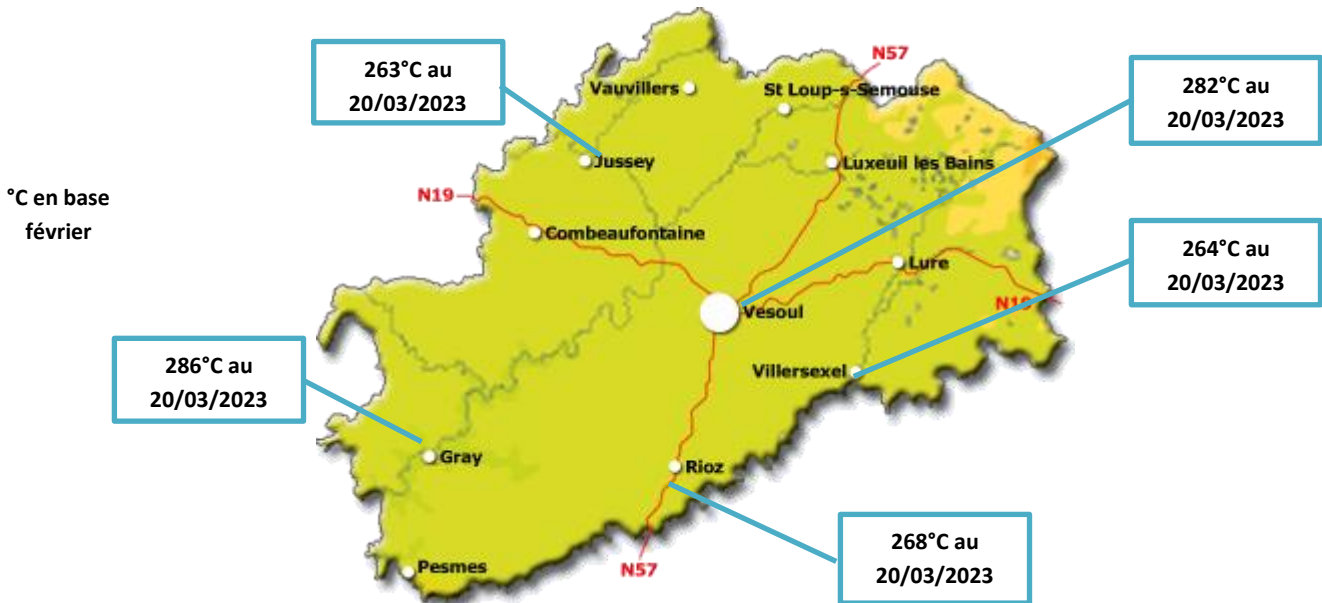 263°C au
20/03/2023
N57
282°C au
20/03/2023
Vauvillers
St Loup-s-Semouse
Jussey
Luxeuil les Bains
°C en base
février
N19
Combeaufontaine
264°C au
20/03/2023
Lure
N19
Vesoul
286°C au
20/03/2023
Villersexel
Gray
Rioz
268°C au
20/03/2023
Pesmes
N57